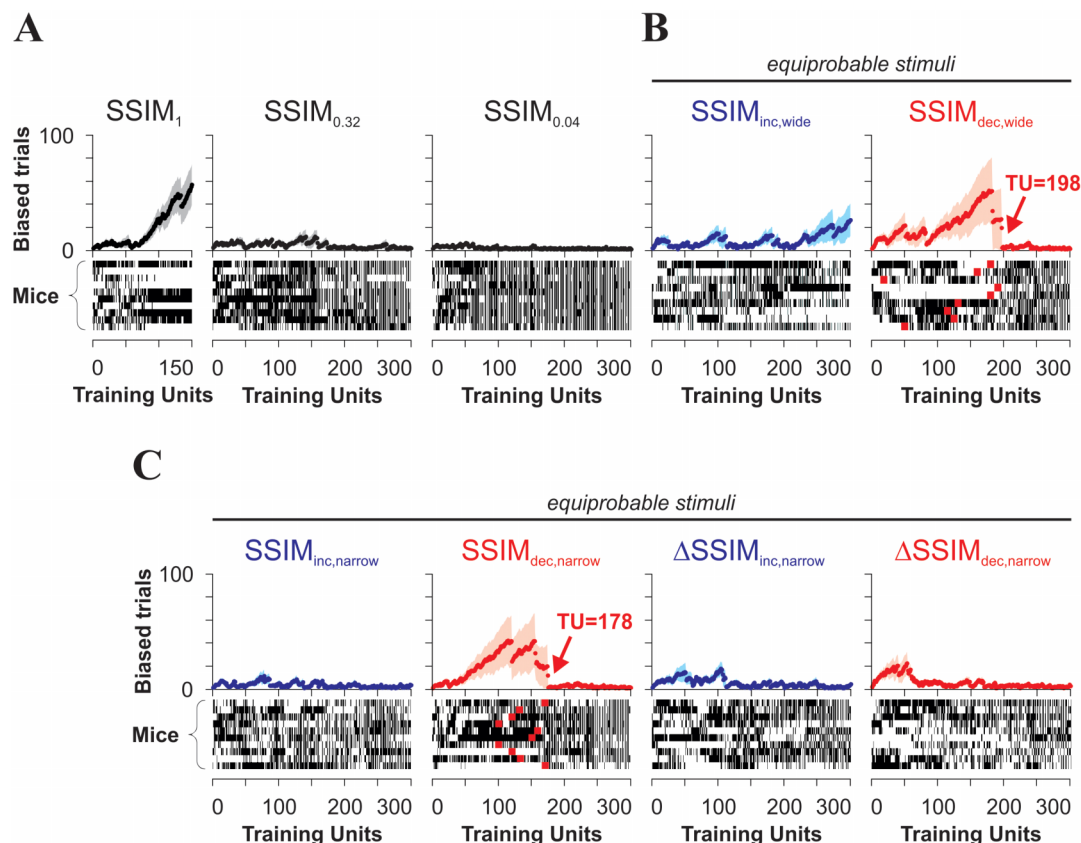 A
B
equiprobable stimuli
SSIM1
SSIM0.32
SSIM0.04
SSIMinc,wide
SSIMdec,wide
Biased trials
100
0
TU=198
Mice
0 150
0 100 200 300
0 100 200 300
0 100 200 300
0 100 200 300
Training Units
Training Units
Training Units
Training Units
Training Units
C
equiprobable stimuli
SSIMinc,narrow
SSIMdec,narrow
ΔSSIMinc,narrow
ΔSSIMdec,narrow
Biased trials
100
0
TU=178
Mice
0 100 200 300
0 100 200 300
0 100 200 300
0 100 200 300
Training Units
Training Units
Training Units
Training Units